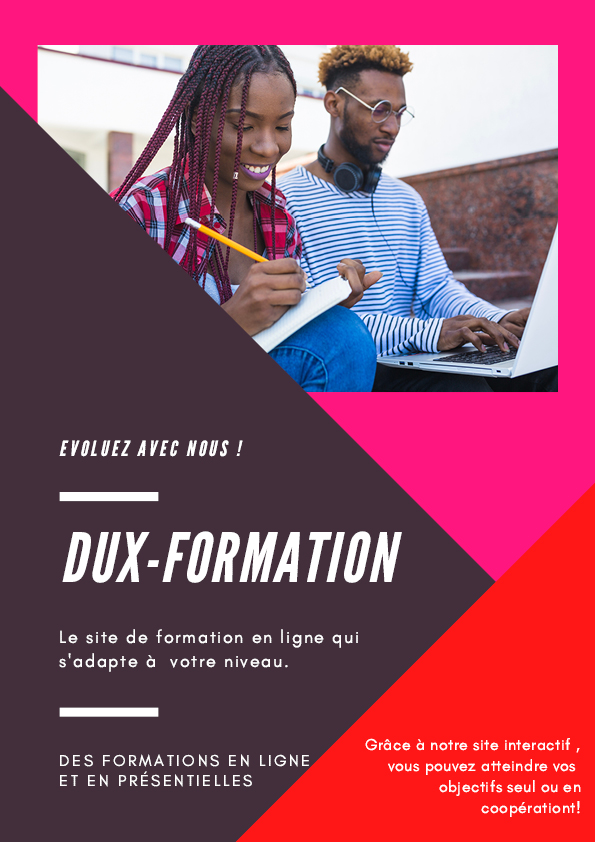 EVOLUEZ AVEC NOUS !
DUX-FORMATION
Le site de formation en ligne qui
s'adapte à votre niveau.
DES FORMATIONS EN LIGNE
ET EN PRÉSENTIELLES
Grâce à notre site interactif ,
vous pouvez atteindre vos
objectifs seul ou en
coopérationt!